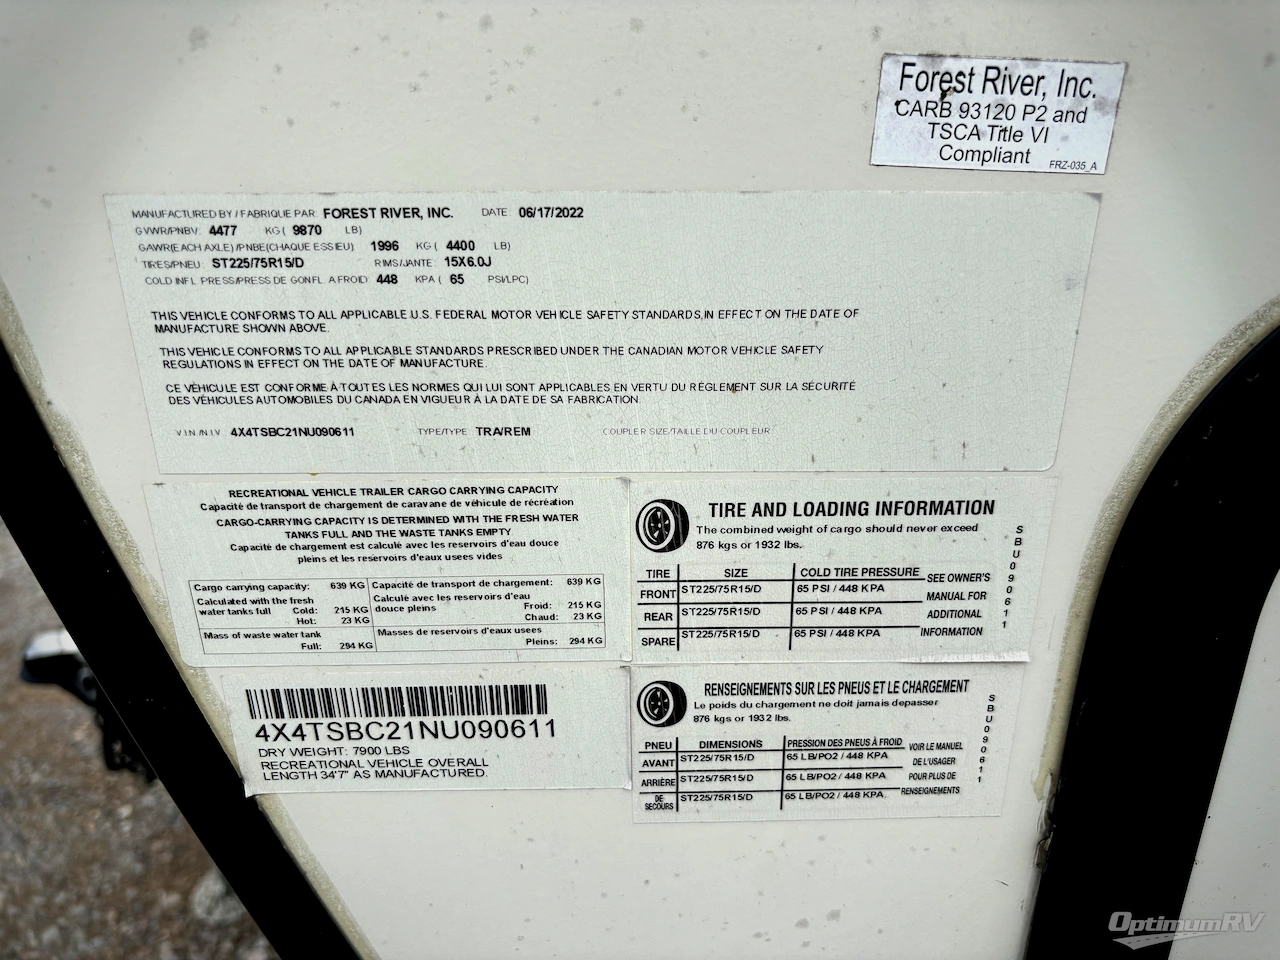 Forest River, Inc.
CARB 93120 P2 and
TSCA Title VI
Compliant
FRZ-035_A
MANUFACTURED BY / FABRIQUE PAR FOREST RIVER, INC. DATE 06/17/2022
GVWR/PNBV 4477 KG ( 9870 LB)
GAWR(EACH AXLE)/PNBE(CHAQUE ESSIEU) 1996 KG ( 4400 LB)
TIRES/PNEU ST225/75R15/D RIMS/JANTE 15X6.0J
COLD INFL PRESS/PRESS DE GONFL A FROID 448 KPA ( 65 PSI/LPC)
THIS VEHICLE CONFORMS TO ALL APPLICABLE U.S. FEDERAL MOTOR VEHICLE SAFETY STANDARDS,IN EFFECT ON THE DATE OF
MANUFACTURE SHOWN ABOVE.
THIS VEHICLE CONFORMS TO ALL APPLICABLE STANDARDS PRESCRIBED UNDER THE CANADIAN MOTOR VEHICLE SAFETY
REGULATIONS IN EFFECT ON THE DATE OF MANUFACTURE.
CE VÉHICULE EST CONFORME À TOUTES LES NORMES QUI LUI SONT APPLICABLES EN VERTU DU RÉGLEMENT SUR LA SÉCURITÉ
DES VÉHICULES AUTOMOBILES DU CANADA EN VIGUEUR À LA DATE DE SA FABRICATION
V.I.N./N.I.V. 4X4TSBC21NU090611 TYPE/TYPE TRA/REM COUPLER SIZE/TAILLE DU COUPLEUR
RECREATIONAL VEHICLE TRAILER CARGO CARRYING CAPACITY
Capacité de transport de chargement de caravane de véhicule de récréation
CARGO-CARRYING CAPACITY IS DETERMINED WITH THE FRESH WATER
TANKS FULL AND THE WASTE TANKS EMPTY
Capacité de chargement est calculé avec les reservoirs d'eau douce
pleins et les reservoirs d'eaux usees vides
Cargo carrying capacity: 639 KG Capacité de transport de chargement: 639 KG
Calculated with the fresh
water tanks full Cold: 215 KG
Hot: 23 KG
Calculé avec les reservoirs d'eau
douce pleins Froid: 215 KG
Chaud: 23 KG
Mass of waste water tank
Full: 294 KG
Masses de reservoirs d'eaux usees
Pleins: 294 KG
TIRE AND LOADING INFORMATION
The combined weight of cargo should never exceed
876 kgs or 1932 lbs.
TIRE SIZE COLD TIRE PRESSURE
FRONT ST225/75R15/D 65 PSI / 448 KPA
REAR ST225/75R15/D 65 PSI / 448 KPA
SPARE ST225/75R15/D 65 PSI / 448 KPA
SEE OWNER'S
MANUAL FOR
ADDITIONAL
INFORMATION
SBU090611
4X4TSBC21NU090611
DRY WEIGHT: 7900 LBS
RECREATIONAL VEHICLE OVERALL
LENGTH 34'7" AS MANUFACTURED.
RENSEIGNEMENTS SUR LES PNEUS ET LE CHARGEMENT
Le poids du chargement ne doit jamais depasser
876 kgs or 1932 lbs.
PNEU DIMENSIONS PRESSION DES PNEUS À FROID
AVANT ST225/75R15/D 65 LB/PO2 / 448 KPA
ARRIÈRE ST225/75R15/D 65 LB/PO2 / 448 KPA
DE SECOURS ST225/75R15/D 65 LB/PO2 / 448 KPA
VOIR LE MANUEL
DE L'USAGER
POUR PLUS DE
RENSEIGNEMENTS
SBU090611
OptimumRV